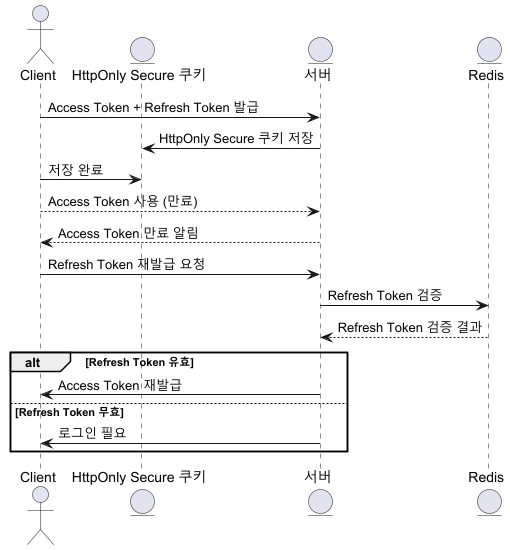 Client
HttpOnly Secure 쿠키
서버
Redis
Access Token + Refresh Token 발급
HttpOnly Secure 쿠키 저장
저장 완료
Access Token 사용 (만료)
Access Token 만료 알림
Refresh Token 재발급 요청
Refresh Token 검증
Refresh Token 검증 결과
alt
[Refresh Token 유효]
Access Token 재발급
[Refresh Token 무효]
로그인 필요
Client
HttpOnly Secure 쿠키
서버
Redis